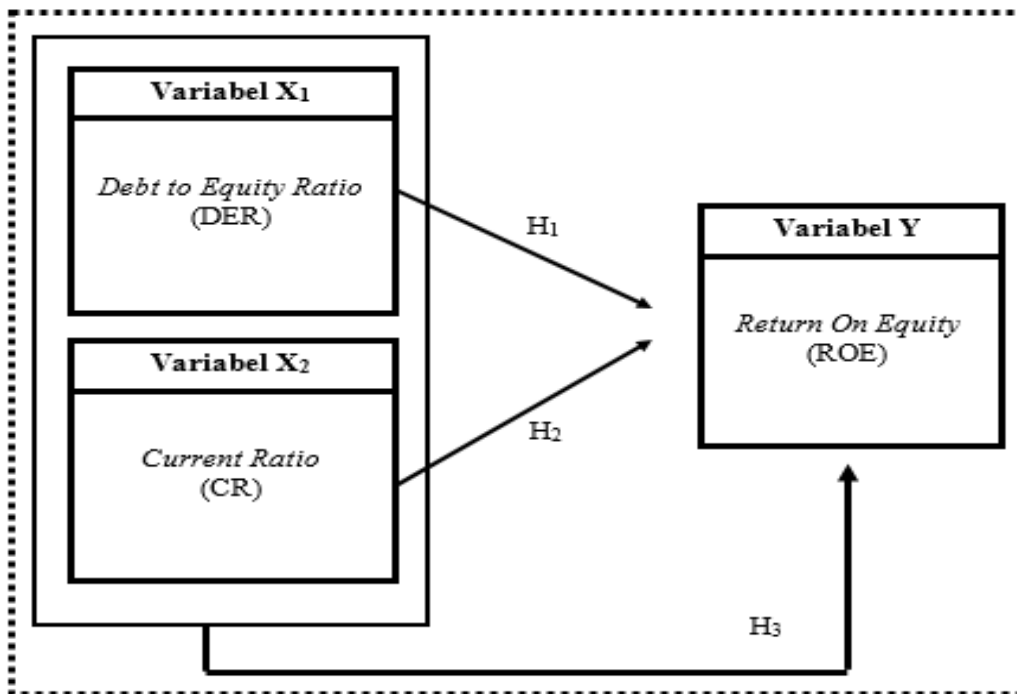 Variabel X1
Debt to Equity Ratio
(DER)
Variabel X2
Current Ratio
(CR)
H1
H2
Variabel Y
Return On Equity
(ROE)
H3